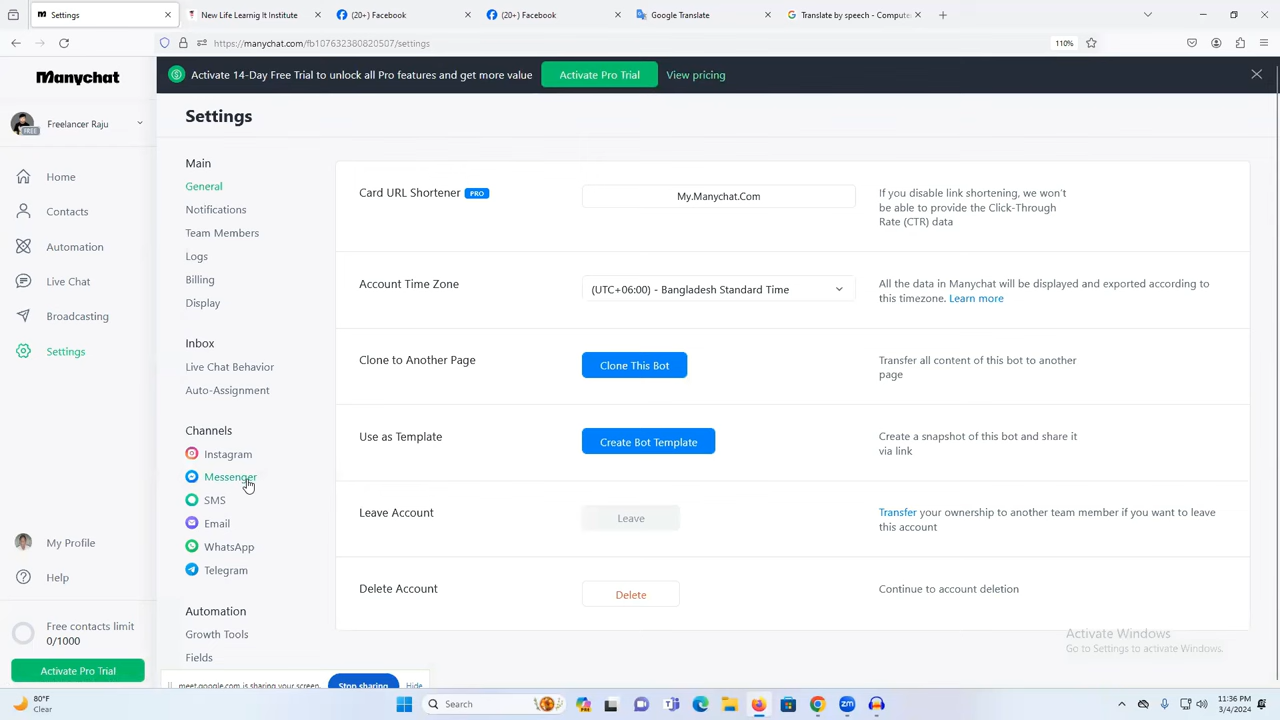 Settings
New Life Learnig It Institute
(20+) Facebook
(20+) Facebook
Google Translate
Translate by speech - Compute
https://manychat.com/fb107632380820507/settings
110%
Manychat
Activate 14-Day Free Trial to unlock all Pro features and get more value
Activate Pro Trial
View pricing
Freelancer Raju
FREE
Home
Contacts
Automation
Live Chat
Broadcasting
Settings
My Profile
Help
Free contacts limit
0/1000
Activate Pro Trial
Settings
Main
General
Notifications
Team Members
Logs
Billing
Display
Inbox
Live Chat Behavior
Auto-Assignment
Channels
Instagram
Messenger
SMS
Email
WhatsApp
Telegram
Automation
Growth Tools
Fields
Card URL Shortener PRO
My.Manychat.Com
If you disable link shortening, we won't
be able to provide the Click-Through
Rate (CTR) data
Account Time Zone
(UTC+06:00) - Bangladesh Standard Time
All the data in Manychat will be displayed and exported according to
this timezone. Learn more
Clone to Another Page
Clone This Bot
Transfer all content of this bot to another
page
Use as Template
Create Bot Template
Create a snapshot of this bot and share it
via link
Leave Account
Leave
Transfer your ownership to another team member if you want to leave
this account
Delete Account
Delete
Continue to account deletion
Activate Windows
Go to Settings to activate Windows.
meet.google.com is sharing your screen.
Stop sharing
Hide
80°F
Clear
Search
11:36 PM
3/4/2024